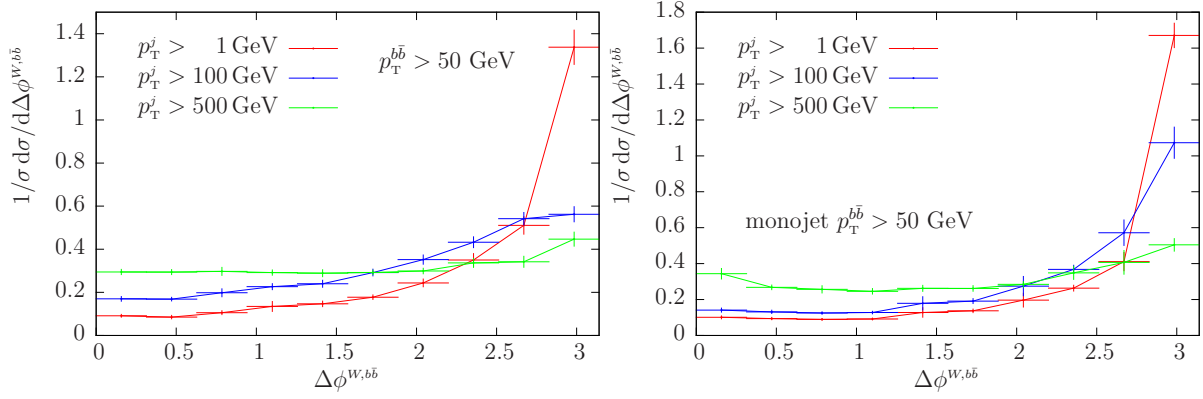 1/σ dσ/dΔϕ^{W,bb̄}
1.4
1.2
1
0.8
0.6
0.4
0.2
0
p_T^j > 1 GeV
p_T^j > 100 GeV
p_T^j > 500 GeV
p_T^{bb̄} > 50 GeV
0 0.5 1 1.5 2 2.5 3
Δϕ^{W,bb̄}
1/σ dσ/dΔϕ^{W,bb̄}
1.8
1.6
1.4
1.2
1
0.8
0.6
0.4
0.2
0
p_T^j > 1 GeV
p_T^j > 100 GeV
p_T^j > 500 GeV
monojet p_T^{bb̄} > 50 GeV
0 0.5 1 1.5 2 2.5 3
Δϕ^{W,bb̄}